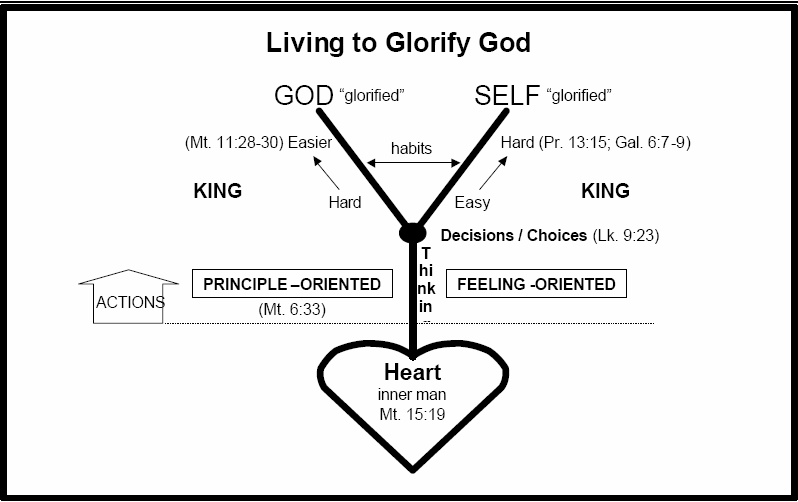 Living to Glorify God
GOD “glorified”
SELF “glorified”
(Mt. 11:28-30) Easier
habits
Hard (Pr. 13:15; Gal. 6:7-9)
KING
Hard
Easy
KING
Decisions / Choices (Lk. 9:23)
T
hi
nk
in
PRINCIPLE –ORIENTED
FEELING -ORIENTED
(Mt. 6:33)
ACTIONS
Heart
inner man
Mt. 15:19